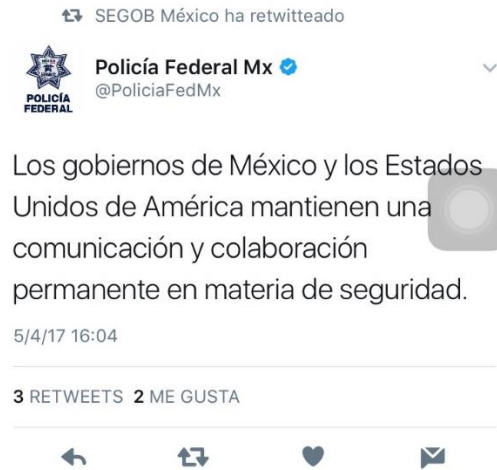 SEGOB México ha retwitteado
Policía Federal Mx
@PoliciaFedMx
POLICÍA
FEDERAL
Los gobiernos de México y los Estados
Unidos de América mantienen una
comunicación y colaboración
permanente en materia de seguridad.
5/4/17 16:04
3 RETWEETS 2 ME GUSTA